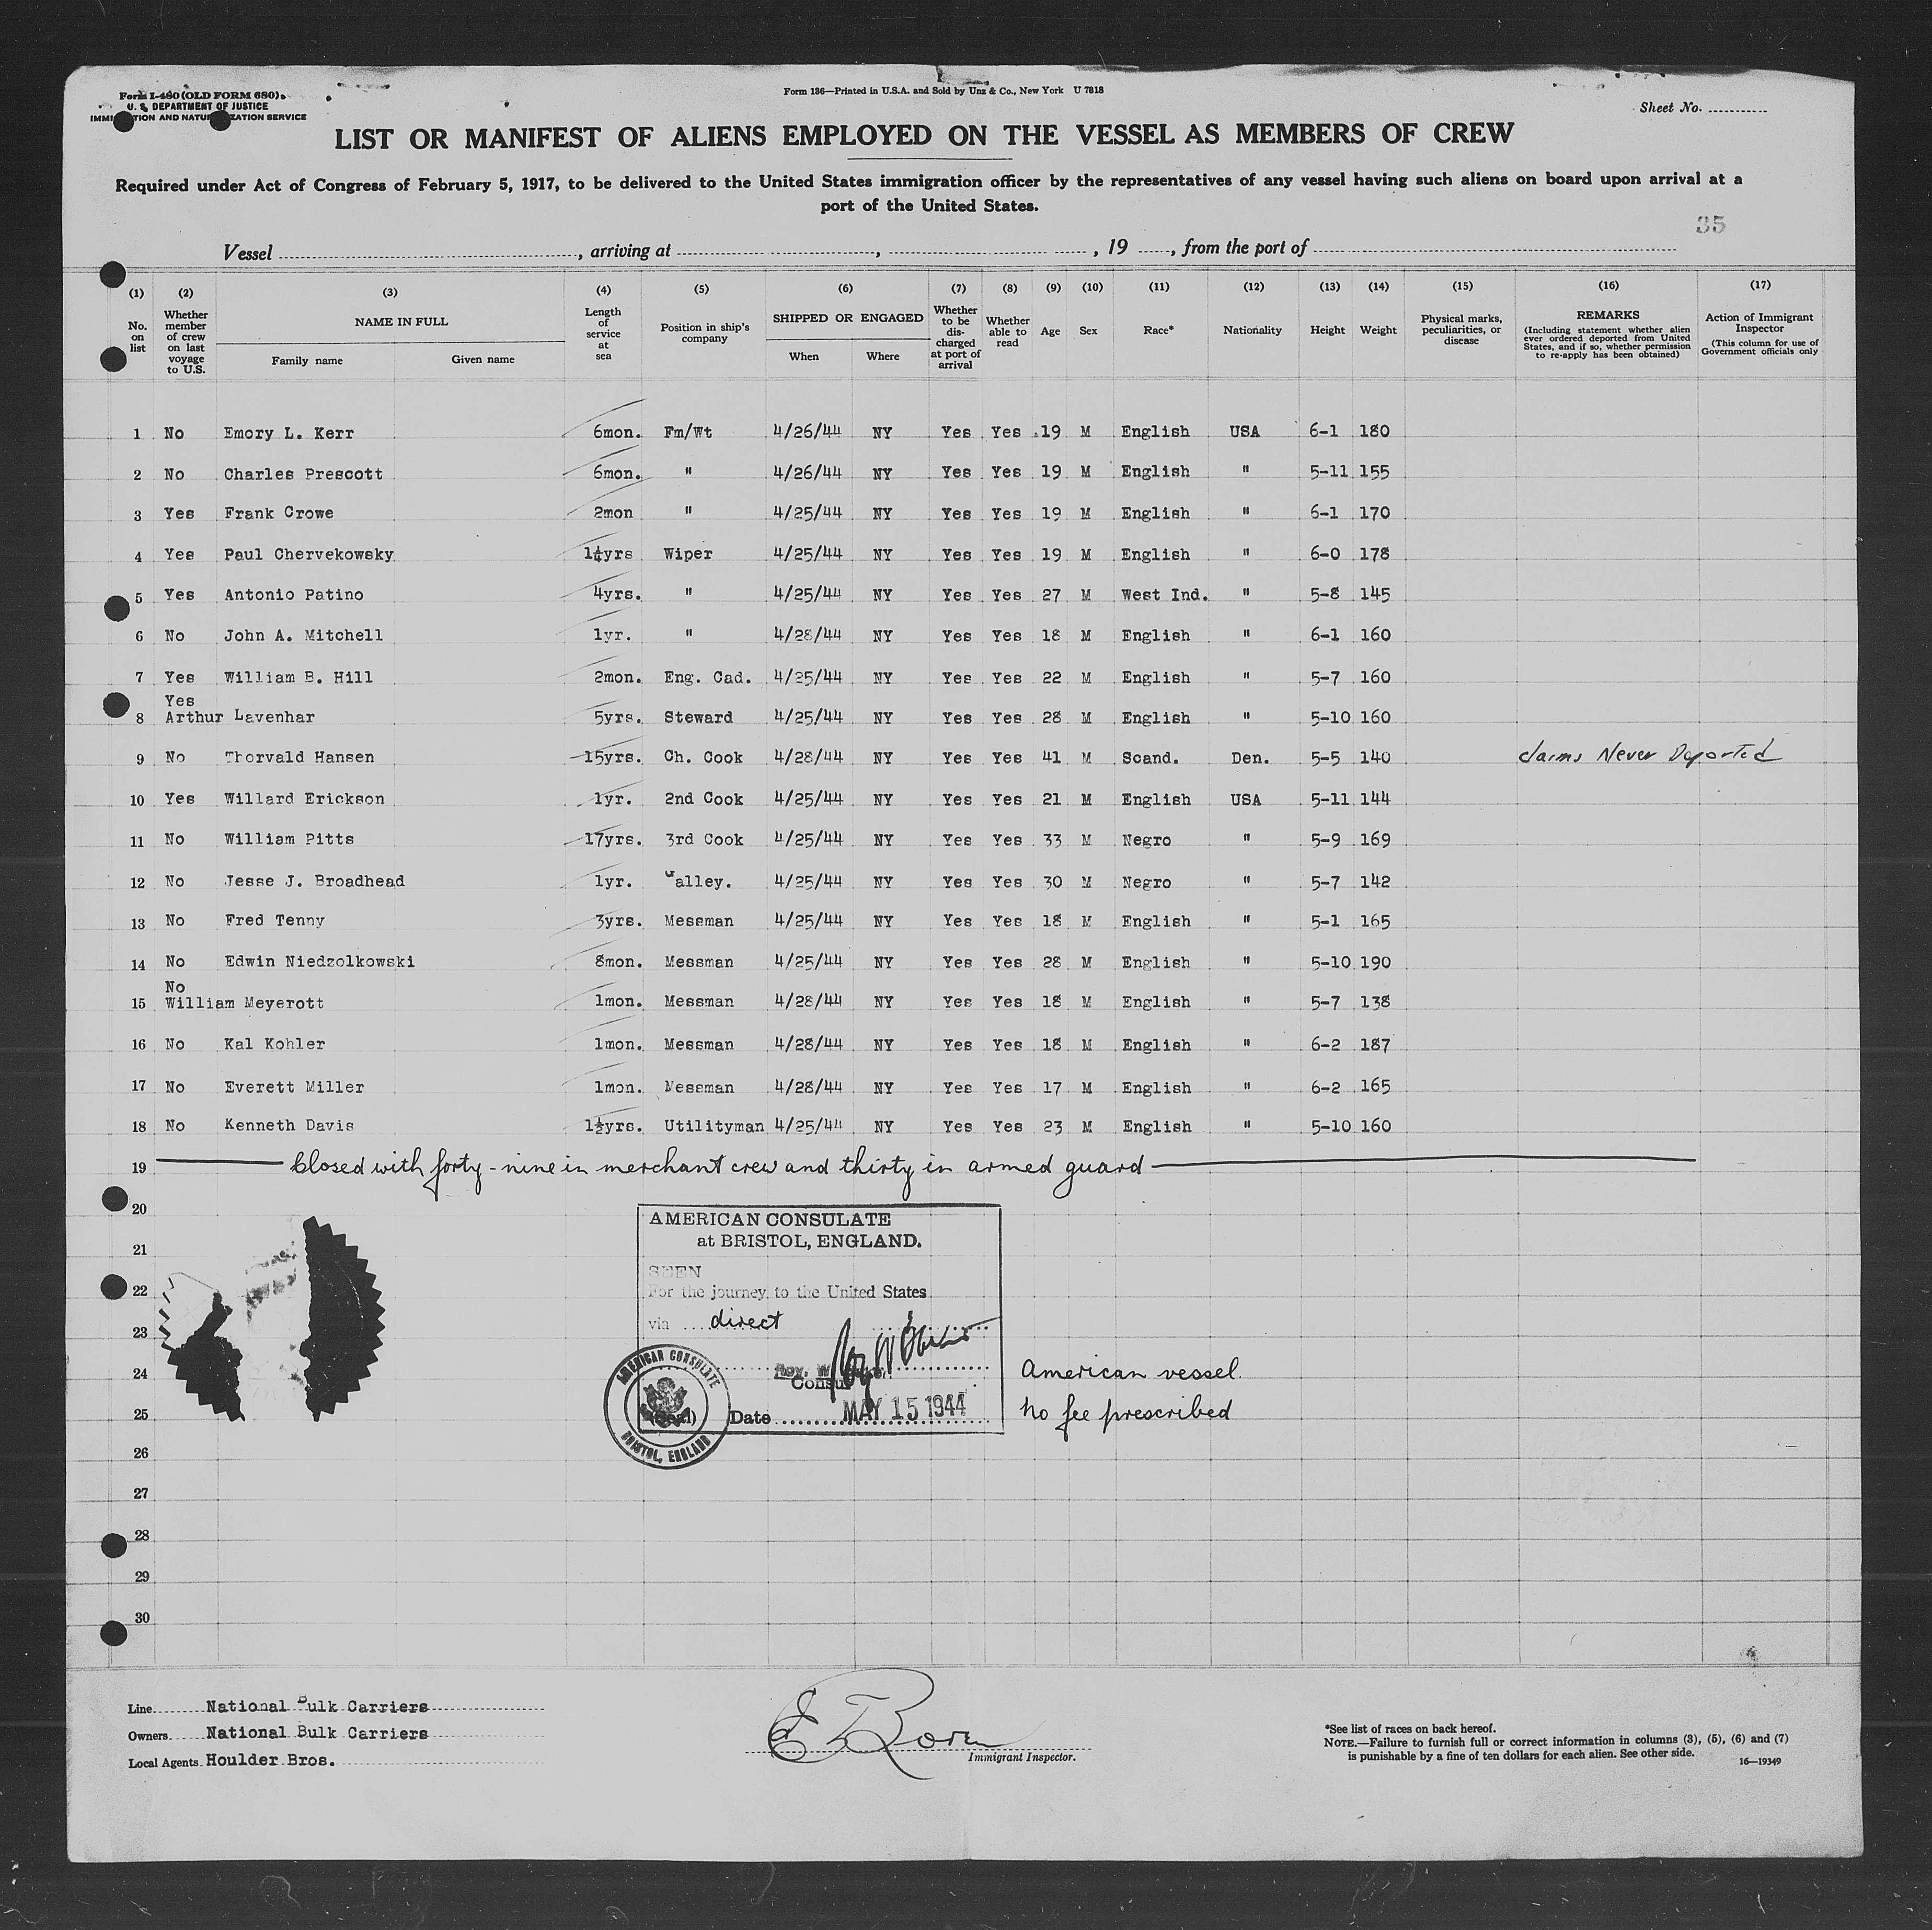 Form I-480 (OLD FORM 680)
U. S. DEPARTMENT OF JUSTICE
IMMIGRATION AND NATURALIZATION SERVICE
Form 136—Printed in U.S.A. and Sold by Unz & Co., New York U 7818
Sheet No.
LIST OR MANIFEST OF ALIENS EMPLOYED ON THE VESSEL AS MEMBERS OF CREW
Required under Act of Congress of February 5, 1917, to be delivered to the United States immigration officer by the representatives of any vessel having such aliens on board upon arrival at a
port of the United States.
35
Vessel , arriving at , , 19 , from the port of
(1) (2) (3) (4) (5) (6) (7) (8) (9) (10) (11) (12) (13) (14) (15) (16) (17)
No. on list Whether member of crew on last voyage to U.S. NAME IN FULL Family name Given name Length of service at sea Position in ship's company SHIPPED OR ENGAGED When Where Whether to be discharged at port of arrival Whether able to read Age Sex Race* Nationality Height Weight Physical marks, peculiarities, or disease REMARKS (Including statement whether alien ever ordered deported from United States, and if so, whether permission to re-apply has been obtained) Action of Immigrant Inspector (This column for use of Government officials only
1 No Emory L. Kerr 6mon. Fm/Wt 4/26/44 NY Yes Yes 19 M English USA 6-1 180
2 No Charles Prescott 6mon. " 4/26/44 NY Yes Yes 19 M English " 5-11 155
3 Yes Frank Crowe 2mon " 4/25/44 NY Yes Yes 19 M English " 6-1 170
4 Yes Paul Chervekowsky 1¼yrs Wiper 4/25/44 NY Yes Yes 19 M English " 6-0 178
5 Yes Antonio Patino 4yrs. " 4/25/44 NY Yes Yes 27 M West Ind. " 5-8 145
6 No John A. Mitchell 1yr. " 4/28/44 NY Yes Yes 18 M English " 6-1 160
7 Yes William B. Hill 2mon. Eng. Cad. 4/25/44 NY Yes Yes 22 M English " 5-7 160
Yes
8 Arthur Lavenhar 5yrs. Steward 4/25/44 NY Yes Yes 28 M English " 5-10 160
9 No Thorvald Hansen 15yrs. Ch. Cook 4/28/44 NY Yes Yes 41 M Scand. Den. 5-5 140 claims Never Deported
10 Yes Willard Erickson 1yr. 2nd Cook 4/25/44 NY Yes Yes 21 M English USA 5-11 144
11 No William Pitts 17yrs. 3rd Cook 4/25/44 NY Yes Yes 33 M Negro " 5-9 169
12 No Jesse J. Broadhead 1yr. Galley. 4/25/44 NY Yes Yes 30 M Negro " 5-7 142
13 No Fred Tenny 3yrs. Messman 4/25/44 NY Yes Yes 18 M English " 5-1 165
14 No Edwin Niedzolkowski 8mon. Messman 4/25/44 NY Yes Yes 28 M English " 5-10 190
No
15 William Meyerott 1mon. Messman 4/28/44 NY Yes Yes 18 M English " 5-7 138
16 No Kal Kohler 1mon. Messman 4/28/44 NY Yes Yes 18 M English " 6-2 187
17 No Everett Miller 1mon. Messman 4/28/44 NY Yes Yes 17 M English " 6-2 165
18 No Kenneth Davis 1½yrs. Utilityman 4/25/44 NY Yes Yes 23 M English " 5-10 160
19 Closed with forty-nine in merchant crew and thirty in armed guard
20
AMERICAN CONSULATE
21 at BRISTOL, ENGLAND.
SEEN
22 For the journey to the United States
23 via direct
24 American vessel
Consul
AMERICAN CONSULATE BRISTOL, ENGLAND
25 (Seal) Date MAY 15 1944 no fee prescribed
26
27
28
29
30
Line National Bulk Carriers
Owners National Bulk Carriers
Local Agents Houlder Bros.
Immigrant Inspector.
*See list of races on back hereof.
NOTE.—Failure to furnish full or correct information in columns (3), (5), (6) and (7)
is punishable by a fine of ten dollars for each alien. See other side.
16—19349